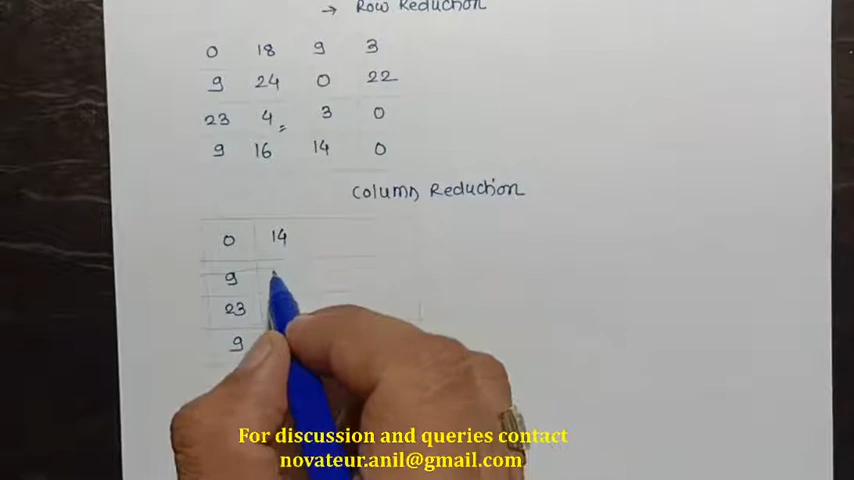 → Row Reduction
0 18 9 3
9 24 0 22
23 4 3 0
9 16 14 0
Column Reduction
0 14
9
23
9
For discussion and queries contact
novateur.anil@gmail.com